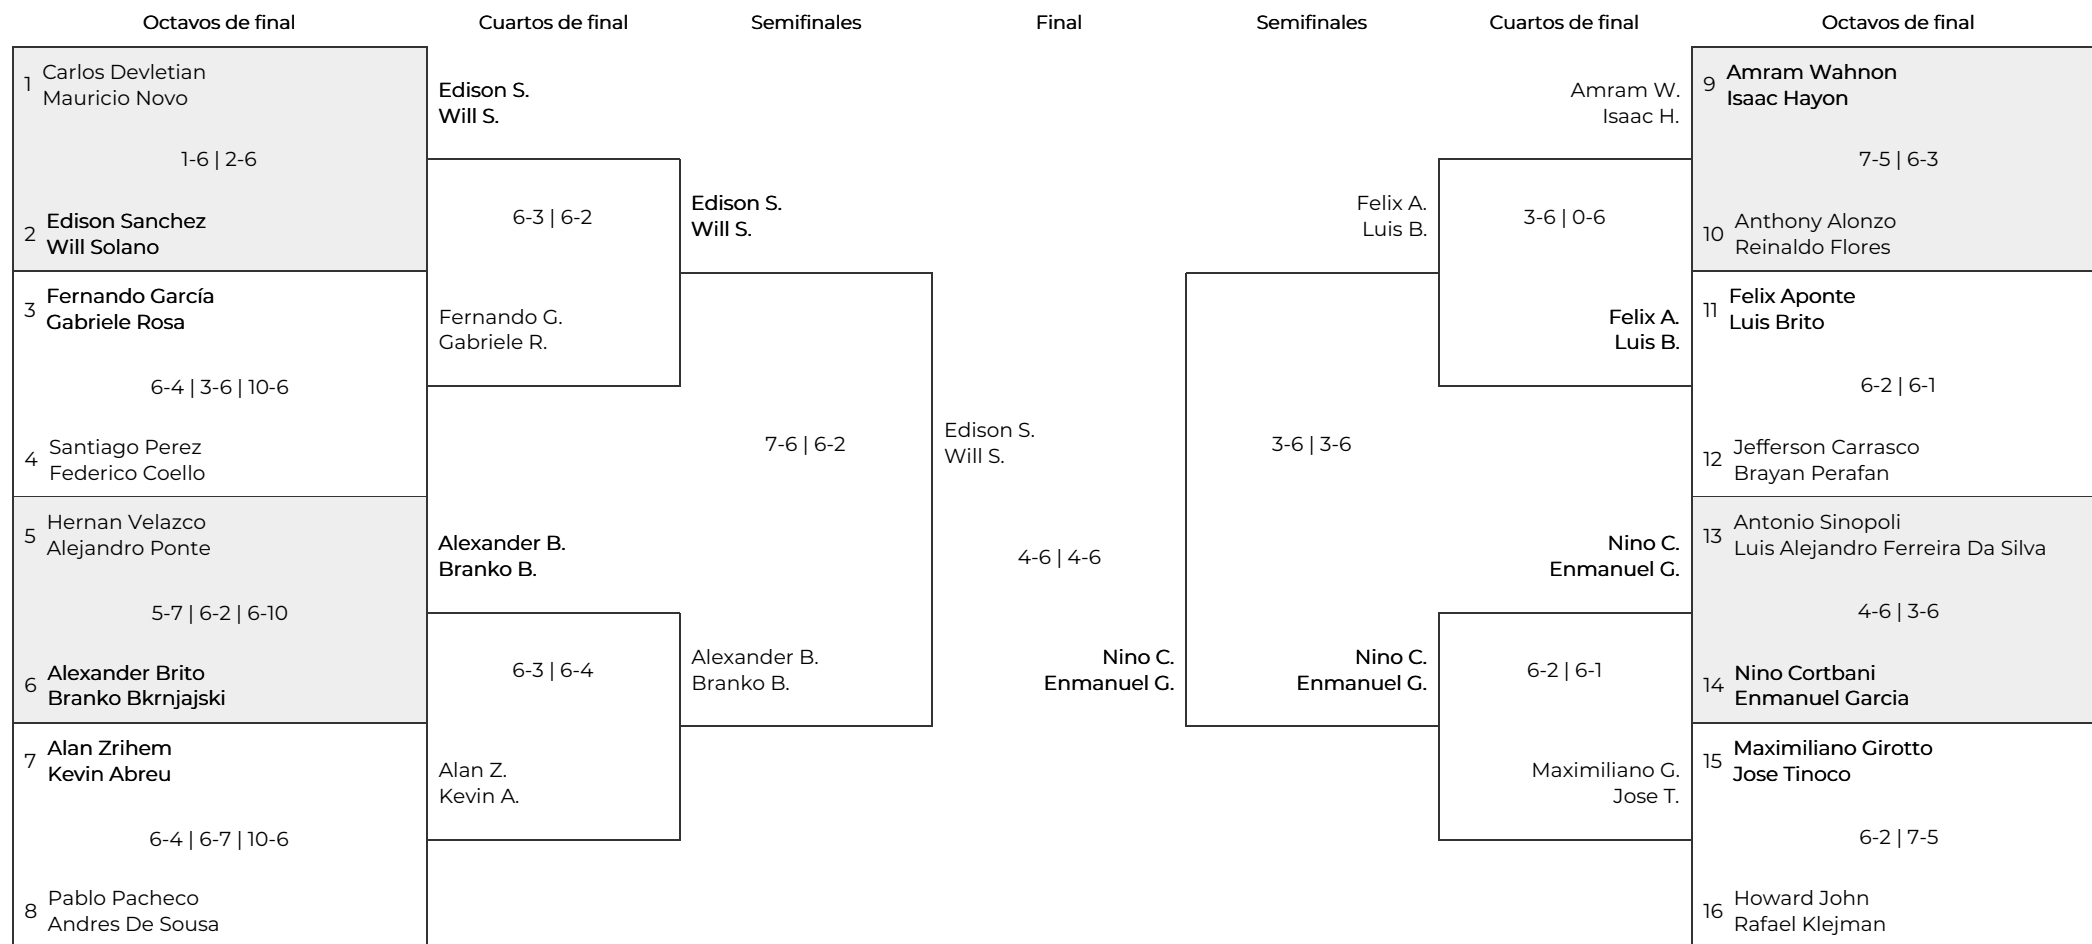 Octavos de final
Cuartos de final
Semifinales
Final
Semifinales
Cuartos de final
Octavos de final
1
Carlos Devletian
Mauricio Novo
1-6 | 2-6
2
Edison Sanchez
Will Solano
3
Fernando García
Gabriele Rosa
6-4 | 3-6 | 10-6
4
Santiago Perez
Federico Coello
5
Hernan Velazco
Alejandro Ponte
5-7 | 6-2 | 6-10
6
Alexander Brito
Branko Bkrnjajski
7
Alan Zrihem
Kevin Abreu
6-4 | 6-7 | 10-6
8
Pablo Pacheco
Andres De Sousa
Edison S.
Will S.
6-3 | 6-2
Fernando G.
Gabriele R.
Alexander B.
Branko B.
6-3 | 6-4
Alan Z.
Kevin A.
Edison S.
Will S.
7-6 | 6-2
Alexander B.
Branko B.
Edison S.
Will S.
4-6 | 4-6
Nino C.
Enmanuel G.
Felix A.
Luis B.
3-6 | 3-6
Nino C.
Enmanuel G.
Amram W.
Isaac H.
3-6 | 0-6
Felix A.
Luis B.
Nino C.
Enmanuel G.
6-2 | 6-1
Maximiliano G.
Jose T.
9
Amram Wahnon
Isaac Hayon
7-5 | 6-3
10
Anthony Alonzo
Reinaldo Flores
11
Felix Aponte
Luis Brito
6-2 | 6-1
12
Jefferson Carrasco
Brayan Perafan
13
Antonio Sinopoli
Luis Alejandro Ferreira Da Silva
4-6 | 3-6
14
Nino Cortbani
Enmanuel Garcia
15
Maximiliano Girotto
Jose Tinoco
6-2 | 7-5
16
Howard John
Rafael Klejman